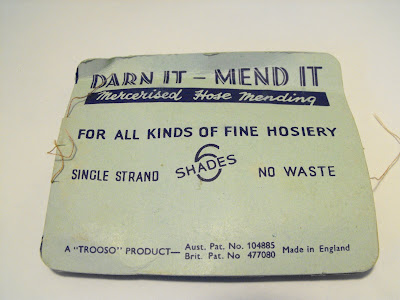 DARN IT – MEND IT
Mercerised Hose Mending
FOR ALL KINDS OF FINE HOSIERY
SINGLE STRAND 6 SHADES NO WASTE
A "TROOSO" PRODUCT— Aust. Pat. No. 104885 Made in England
Brit. Pat. No 477080